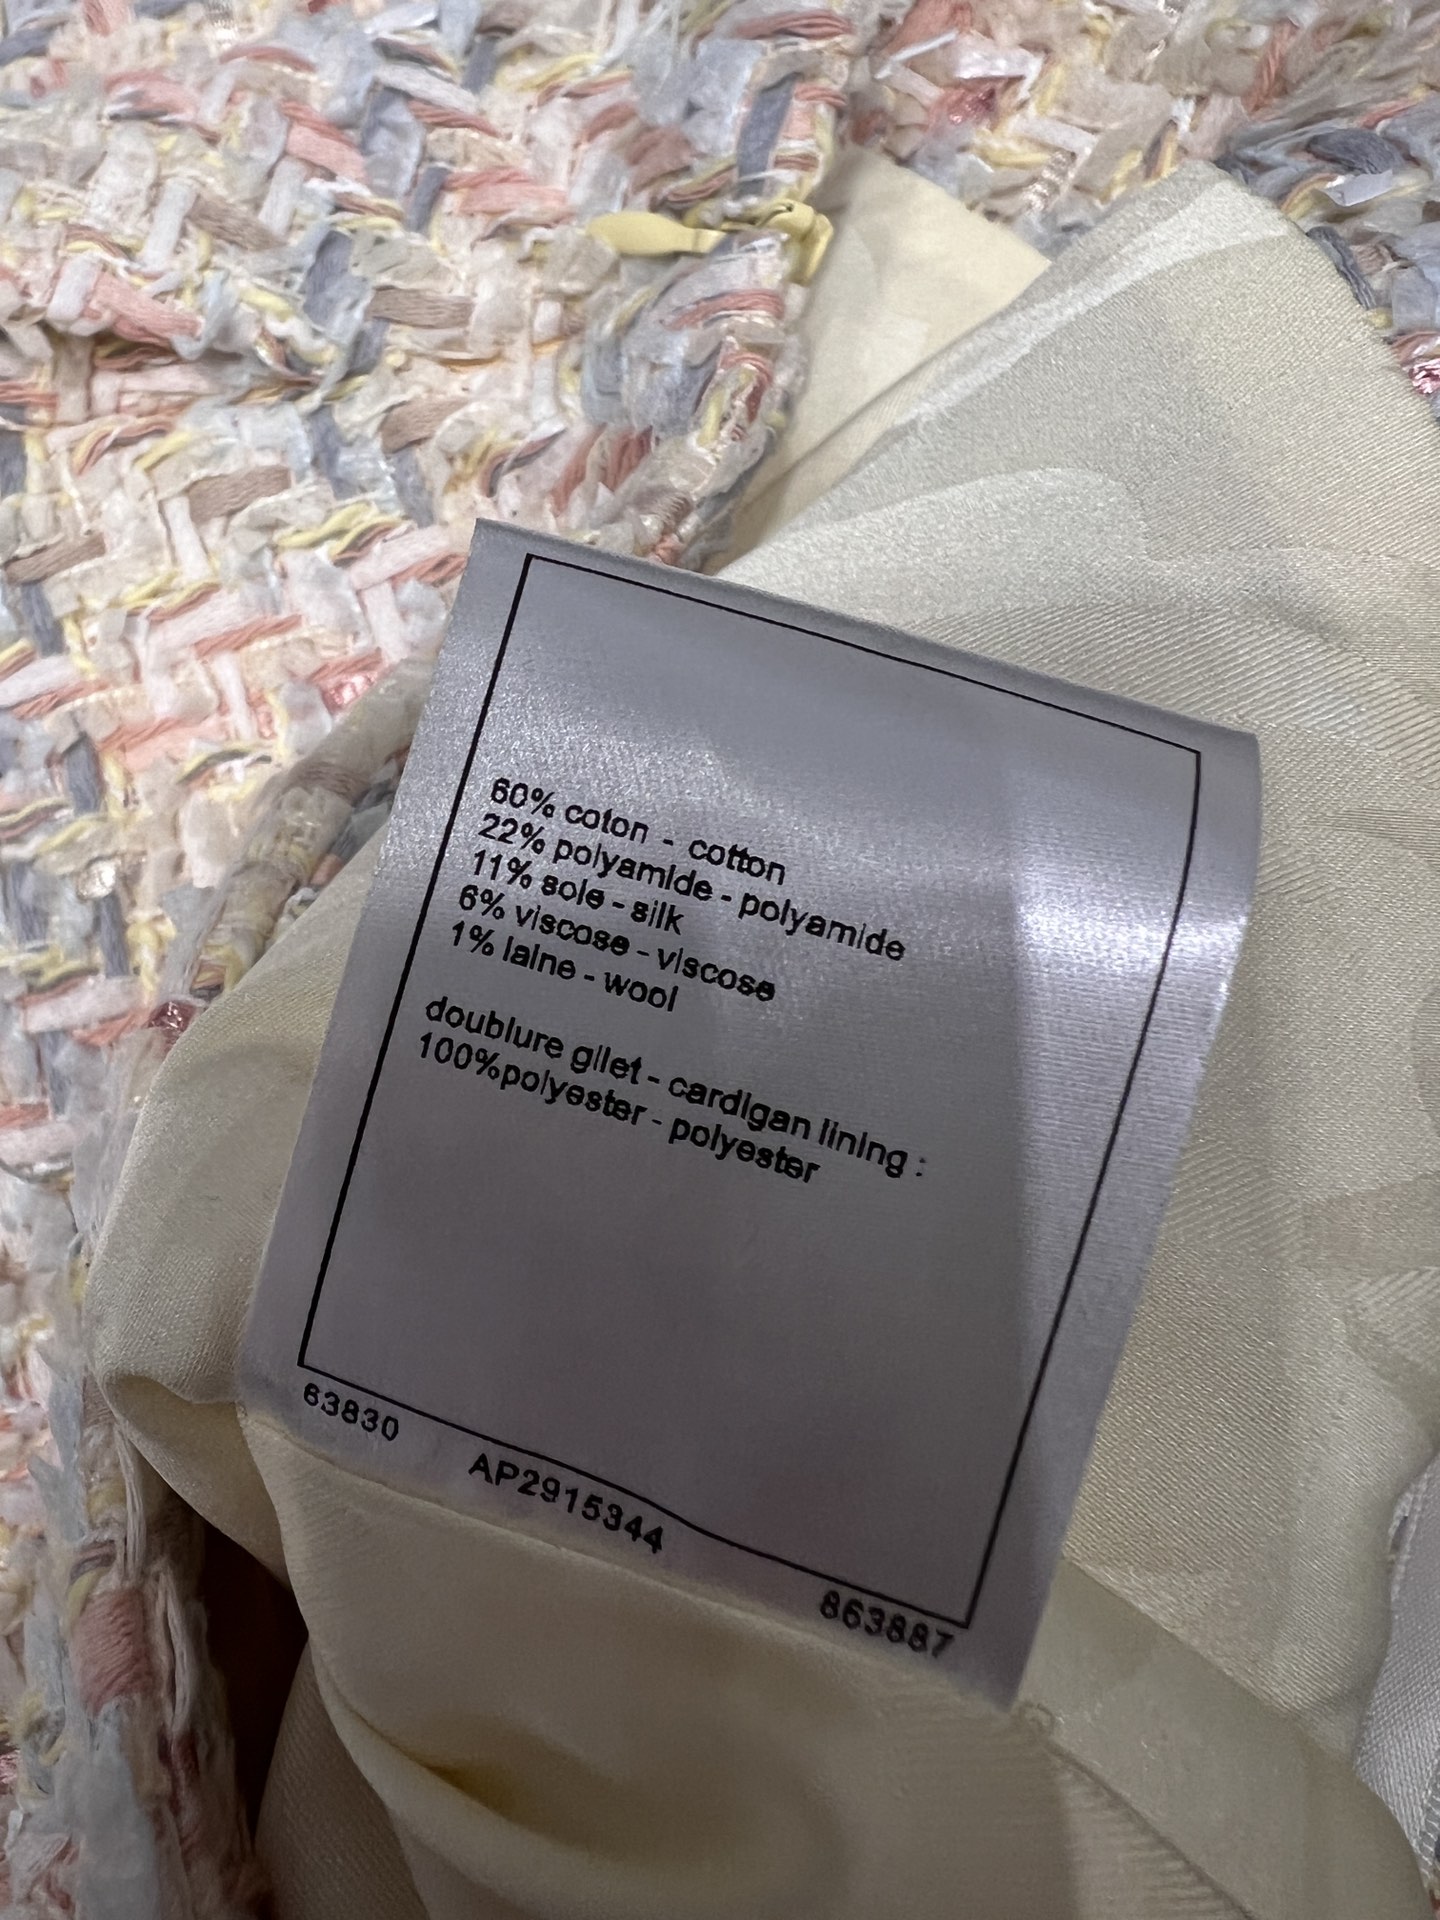 60% coton - cotton
22% polyamide - polyamide
11% soie - silk
6% viscose - viscose
1% laine - wool
doublure gilet - cardigan lining :
100%polyester - polyester
63830
AP2915344
863887